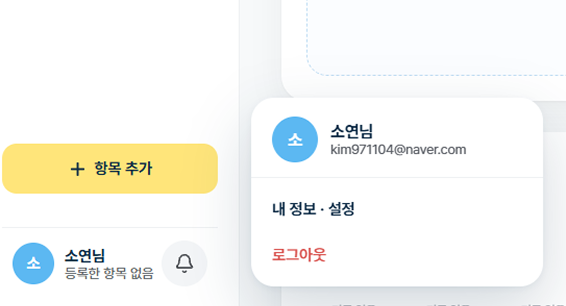 소 소연님
kim971104@naver.com
+ 항목 추가
내 정보 · 설정
소 소연님
등록한 항목 없음
로그아웃